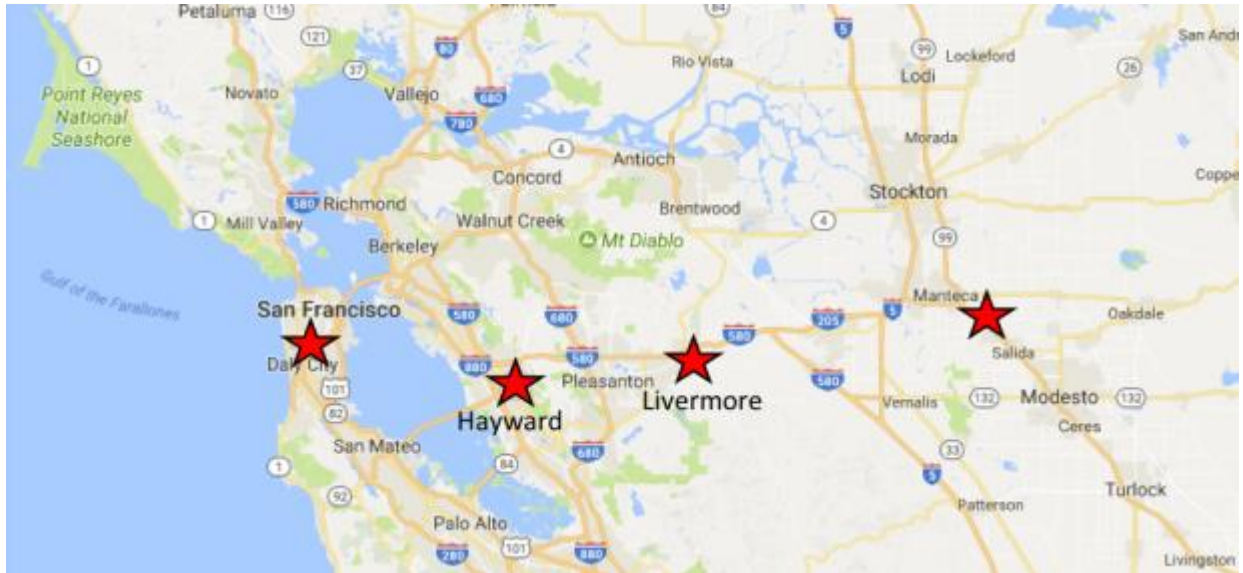 Petaluma
116
Fairfield
84
San Andr
121
80
5
99
Lockeford
1
37
Rio Vista
Lodi
26
Point Reyes
National
Seashore
Novato
Vallejo
680
780
Morada
4
Antioch
Concord
Coppe
Stockton
580
Richmond
1
Mill Valley
Walnut Creek
Brentwood
4
Berkeley
Mt Diablo
99
Gulf of the Farallones
San Francisco
580
680
Manteca
205
5
Oakdale
580
Daly City
880
580
Pleasanton
Salida
101
Livermore
580
Vernalis
132
Modesto
132
82
Hayward
Ceres
San Mateo
680
33
1
84
5
92
Patterson
Turlock
Palo Alto
280
101
880
Livingston